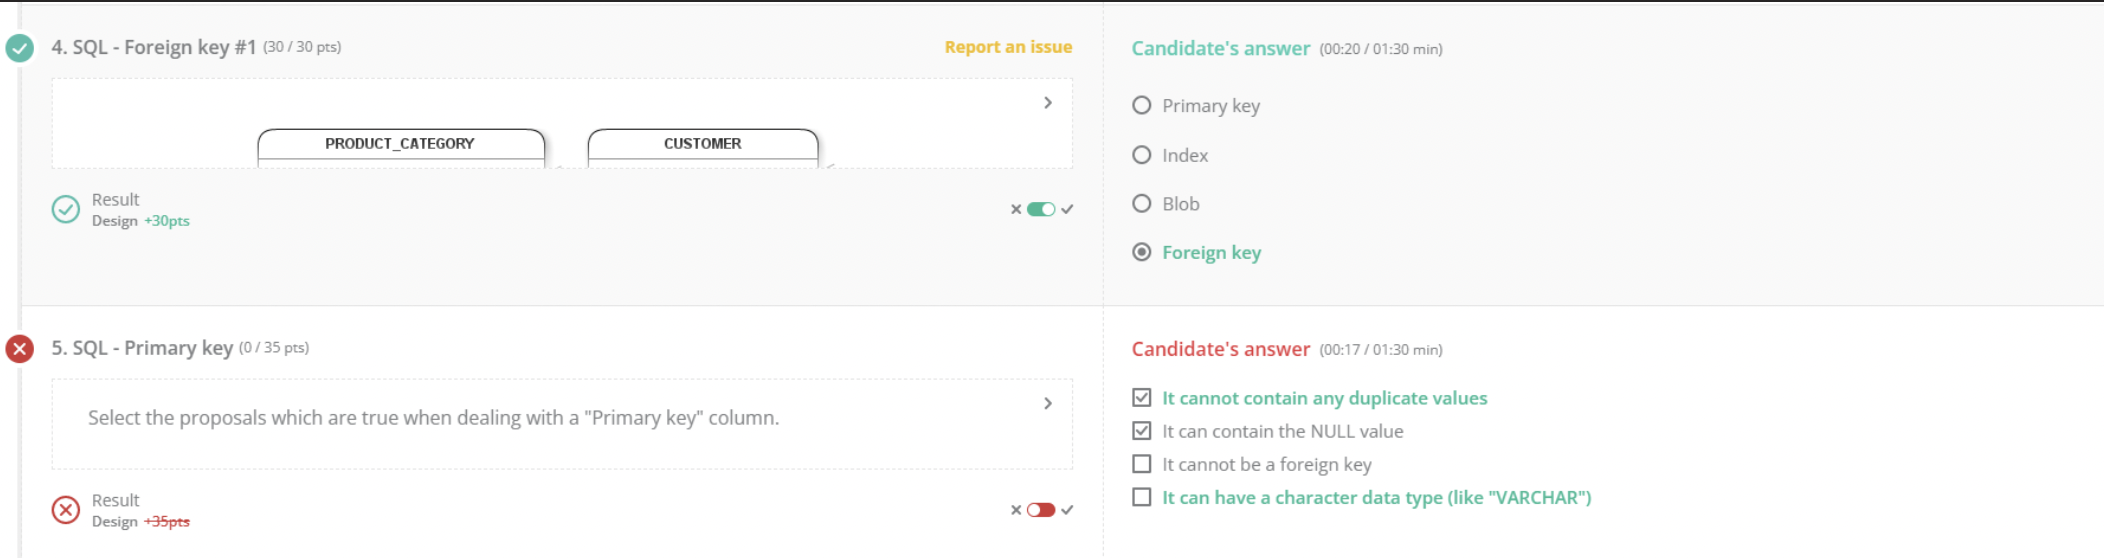 4. SQL - Foreign key #1 (30 / 30 pts)
Report an issue
PRODUCT_CATEGORY
CUSTOMER
Result
Design +30pts
Candidate's answer (00:20 / 01:30 min)
Primary key
Index
Blob
Foreign key
5. SQL - Primary key (0 / 35 pts)
Select the proposals which are true when dealing with a "Primary key" column.
Result
Design +35pts
Candidate's answer (00:17 / 01:30 min)
It cannot contain any duplicate values
It can contain the NULL value
It cannot be a foreign key
It can have a character data type (like "VARCHAR")